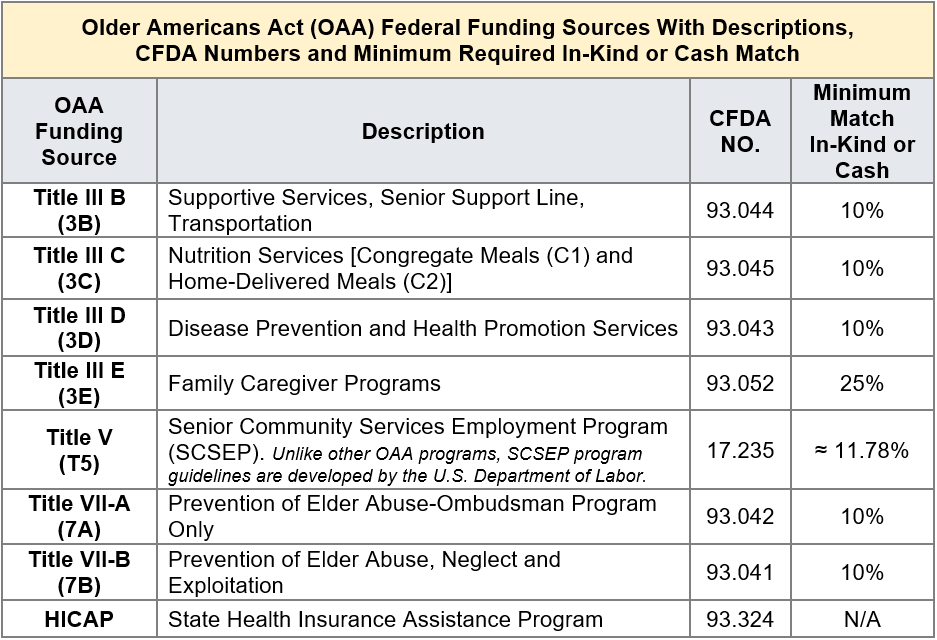 Older Americans Act (OAA) Federal Funding Sources With Descriptions,
CFDA Numbers and Minimum Required In-Kind or Cash Match
OAA
Funding
Source
Description
CFDA
NO.
Minimum
Match
In-Kind or
Cash
Title III B
(3B)
Supportive Services, Senior Support Line,
Transportation
93.044
10%
Title III C
(3C)
Nutrition Services [Congregate Meals (C1) and
Home-Delivered Meals (C2)]
93.045
10%
Title III D
(3D)
Disease Prevention and Health Promotion Services
93.043
10%
Title III E
(3E)
Family Caregiver Programs
93.052
25%
Title V
(T5)
Senior Community Services Employment Program
(SCSEP). Unlike other OAA programs, SCSEP program
guidelines are developed by the U.S. Department of Labor.
17.235
≈ 11.78%
Title VII-A
(7A)
Prevention of Elder Abuse-Ombudsman Program
Only
93.042
10%
Title VII-B
(7B)
Prevention of Elder Abuse, Neglect and
Exploitation
93.041
10%
HICAP
State Health Insurance Assistance Program
93.324
N/A